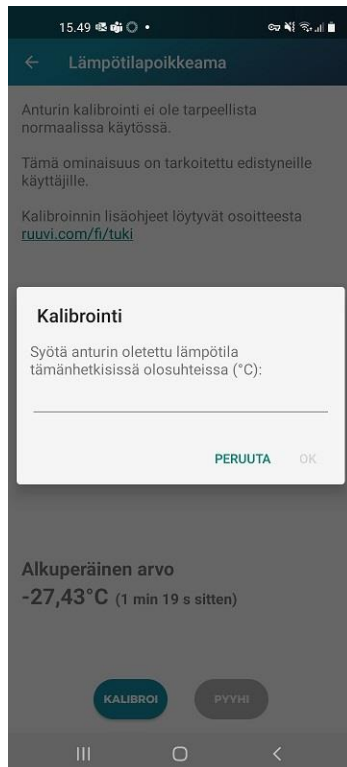 15.49
Lämpötilapoikkeama
Anturin kalibrointi ei ole tarpeellista
normaalissa käytössä.
Tämä ominaisuus on tarkoitettu edistyneille
käyttäjille.
Kalibroinnin lisäohjeet löytyvät osoitteesta
ruuvi.com/fi/tuki
Kalibrointi
Syötä anturin oletettu lämpötila
tämänhetkisissä olosuhteissa (°C):
PERUUTA OK
Alkuperäinen arvo
-27,43°C (1 min 19 s sitten)
KALIBROI PYYHI